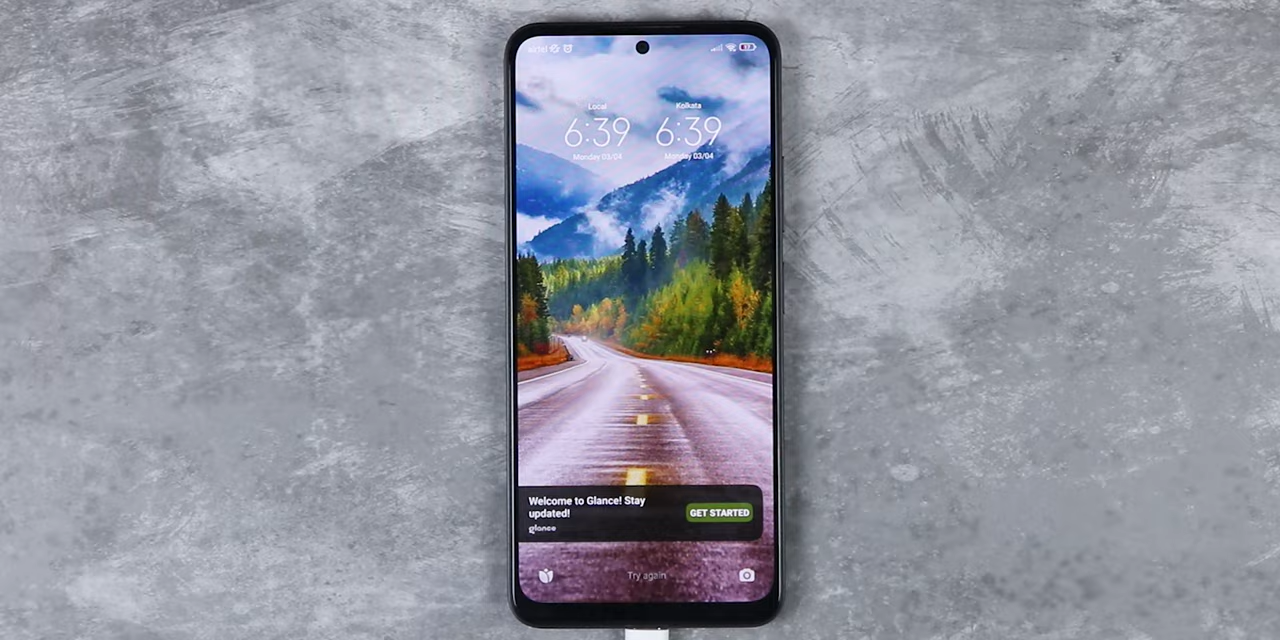 airtel
Local
Kolkata
6:39
6:39
Monday 03/04
Monday 03/04
Welcome to Glance! Stay
updated!
GET STARTED
glance
Try again